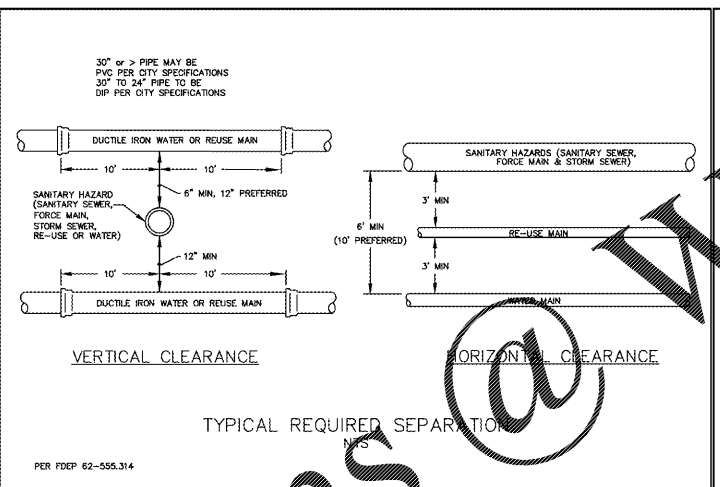 30" or > PIPE MAY BE
PVC PER CITY SPECIFICATIONS
30" TO 24" PIPE TO BE
DIP PER CITY SPECIFICATIONS
DUCTILE IRON WATER OR REUSE MAIN
10' 10'
6" MIN, 12" PREFERRED
SANITARY HAZARD
(SANITARY SEWER,
FORCE MAIN,
STORM SEWER,
RE-USE OR WATER)
12" MIN
10' 10'
DUCTILE IRON WATER OR REUSE MAIN
VERTICAL CLEARANCE
SANITARY HAZARDS (SANITARY SEWER,
FORCE MAIN & STORM SEWER)
3' MIN
6' MIN
(10' PREFERRED)
RE-USE MAIN
3' MIN
WATER MAIN
HORIZONTAL CLEARANCE
TYPICAL REQUIRED SEPARATION
NTS
PER FDEP 62-555.314
@